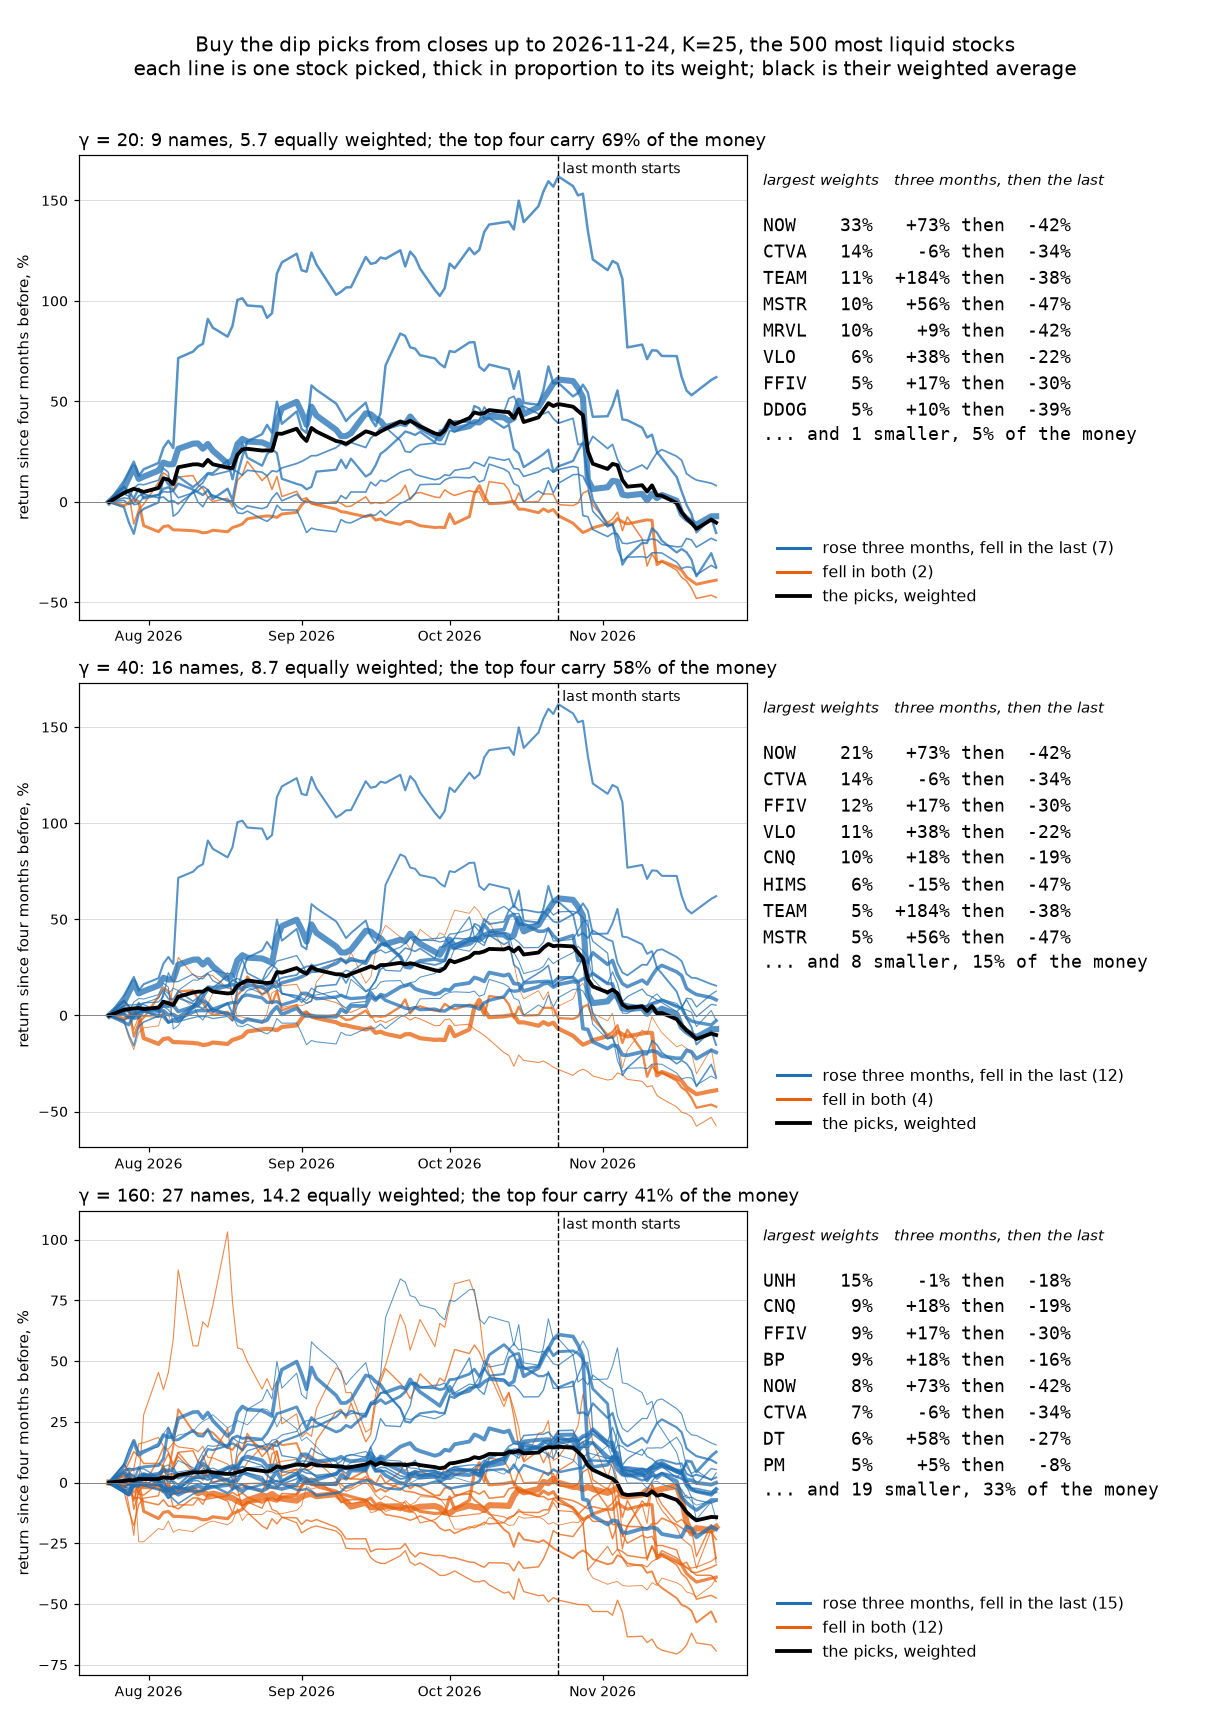 Buy the dip picks from closes up to 2026-11-24, K=25, the 500 most liquid stocks
each line is one stock picked, thick in proportion to its weight; black is their weighted average
γ = 20: 9 names, 5.7 equally weighted; the top four carry 69% of the money
last month starts
return since four months before, %
150
100
50
0
−50
Aug 2026
Sep 2026
Oct 2026
Nov 2026
largest weights three months, then the last
NOW 33% +73% then -42%
CTVA 14% -6% then -34%
TEAM 11% +184% then -38%
MSTR 10% +56% then -47%
MRVL 10% +9% then -42%
VLO 6% +38% then -22%
FFIV 5% +17% then -30%
DDOG 5% +10% then -39%
... and 1 smaller, 5% of the money
rose three months, fell in the last (7)
fell in both (2)
the picks, weighted
γ = 40: 16 names, 8.7 equally weighted; the top four carry 58% of the money
last month starts
return since four months before, %
150
100
50
0
−50
Aug 2026
Sep 2026
Oct 2026
Nov 2026
largest weights three months, then the last
NOW 21% +73% then -42%
CTVA 14% -6% then -34%
FFIV 12% +17% then -30%
VLO 11% +38% then -22%
CNQ 10% +18% then -19%
HIMS 6% -15% then -47%
TEAM 5% +184% then -38%
MSTR 5% +56% then -47%
... and 8 smaller, 15% of the money
rose three months, fell in the last (12)
fell in both (4)
the picks, weighted
γ = 160: 27 names, 14.2 equally weighted; the top four carry 41% of the money
last month starts
return since four months before, %
100
75
50
25
0
−25
−50
−75
Aug 2026
Sep 2026
Oct 2026
Nov 2026
largest weights three months, then the last
UNH 15% -1% then -18%
CNQ 9% +18% then -19%
FFIV 9% +17% then -30%
BP 9% +18% then -16%
NOW 8% +73% then -42%
CTVA 7% -6% then -34%
DT 6% +58% then -27%
PM 5% +5% then -8%
... and 19 smaller, 33% of the money
rose three months, fell in the last (15)
fell in both (12)
the picks, weighted